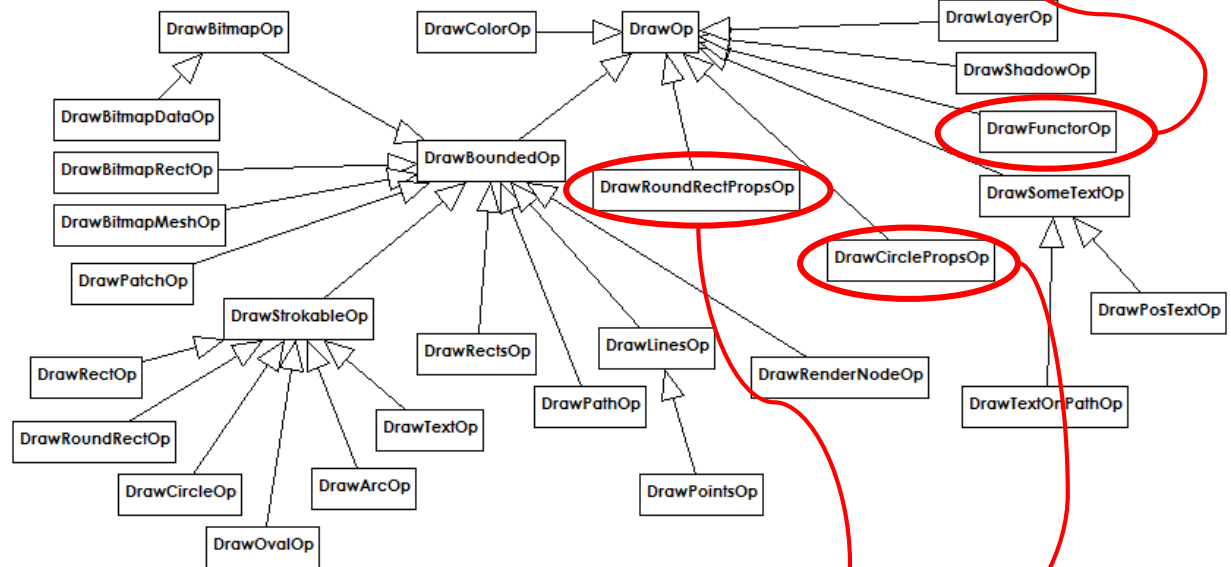 DrawLayerOp
DrawBitmapOp
DrawColorOp
DrawOp
DrawShadowOp
DrawBitmapDataOp
DrawFunctorOp
DrawBoundedOp
DrawBitmapRectOp
DrawRoundRectPropsOp
DrawSomeTextOp
DrawBitmapMeshOp
DrawCirclePropsOp
DrawPatchOp
DrawPosTextOp
DrawStrokableOp
DrawRectsOp
DrawLinesOp
DrawRectOp
DrawRenderNodeOp
DrawPathOp
DrawTextOnPathOp
DrawTextOp
DrawRoundRectOp
DrawCircleOp
DrawArcOp
DrawPointsOp
DrawOvalOp